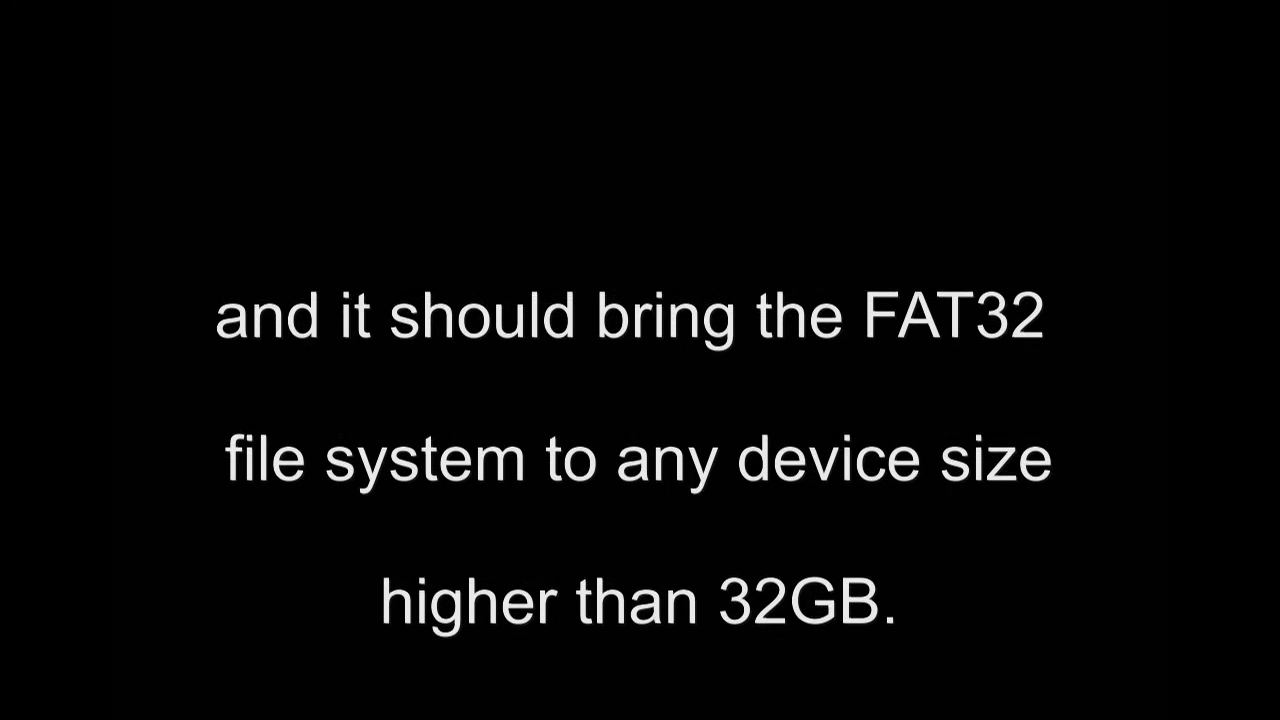 and it should bring the FAT32
file system to any device size
higher than 32GB.